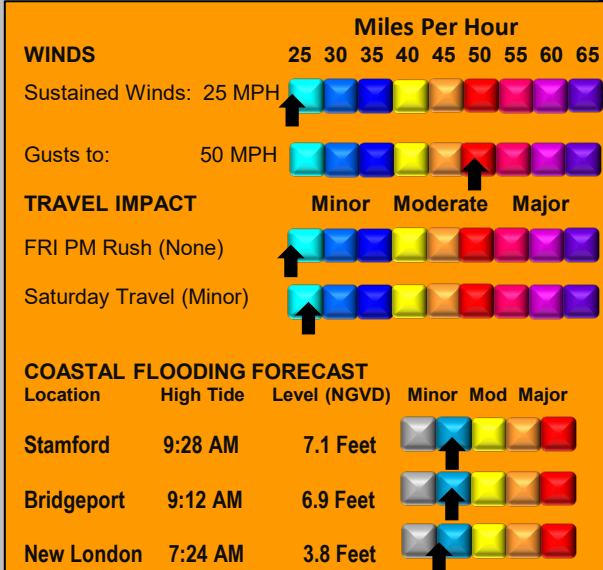 Miles Per Hour
WINDS 25 30 35 40 45 50 55 60 65
Sustained Winds: 25 MPH
Gusts to: 50 MPH
TRAVEL IMPACT Minor Moderate Major
FRI PM Rush (None)
Saturday Travel (Minor)
COASTAL FLOODING FORECAST
Location High Tide Level (NGVD) Minor Mod Major
Stamford 9:28 AM 7.1 Feet
Bridgeport 9:12 AM 6.9 Feet
New London 7:24 AM 3.8 Feet